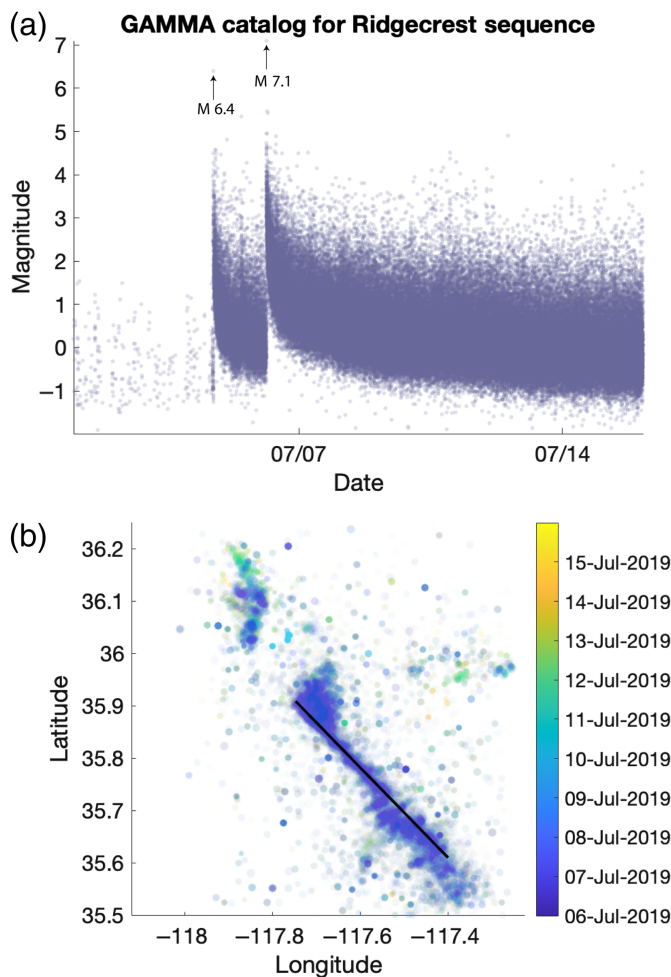 (a) GAMMA catalog for Ridgecrest sequence
7
6
5
4
3
2
1
0
−1
Magnitude
M 6.4
M 7.1
07/07
07/14
Date
(b)
36.2
36.1
36
35.9
35.8
35.7
35.6
35.5
Latitude
−118
−117.8
−117.6
−117.4
Longitude
15-Jul-2019
14-Jul-2019
13-Jul-2019
12-Jul-2019
11-Jul-2019
10-Jul-2019
09-Jul-2019
08-Jul-2019
07-Jul-2019
06-Jul-2019